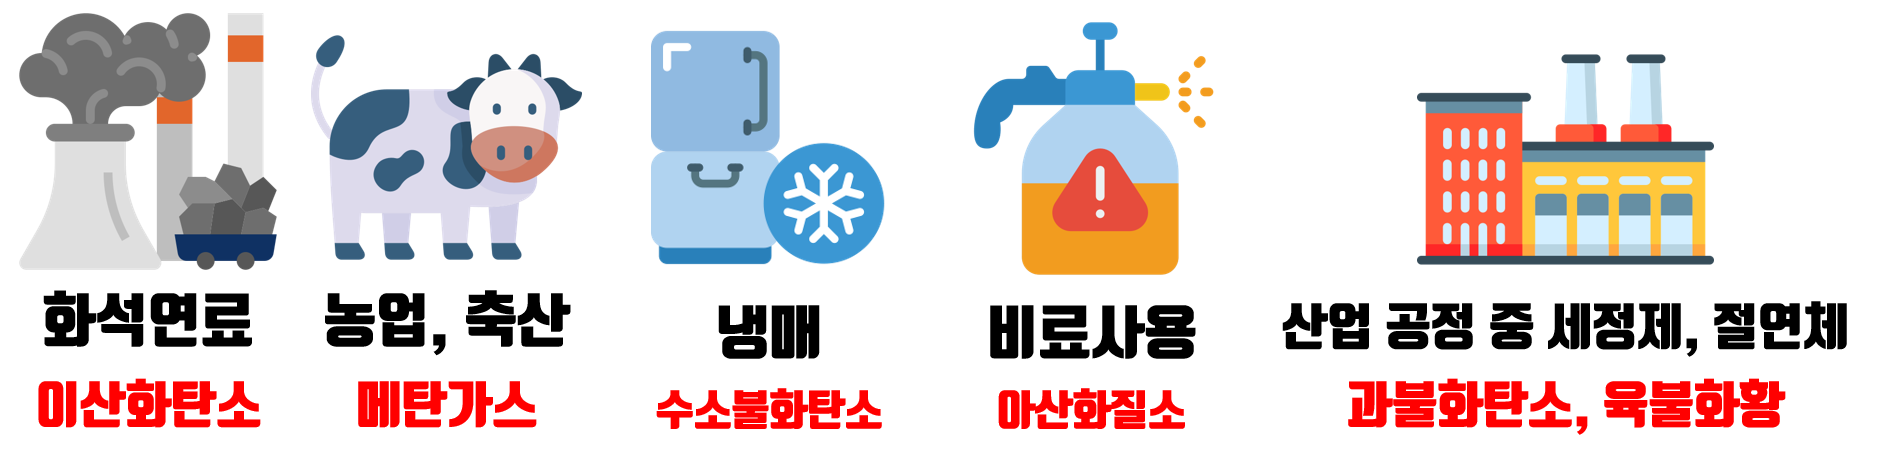 화석연료
이산화탄소
농업, 축산
메탄가스
냉매
수소불화탄소
비료사용
아산화질소
산업 공정 중 세정제, 절연체
과불화탄소, 육불화황